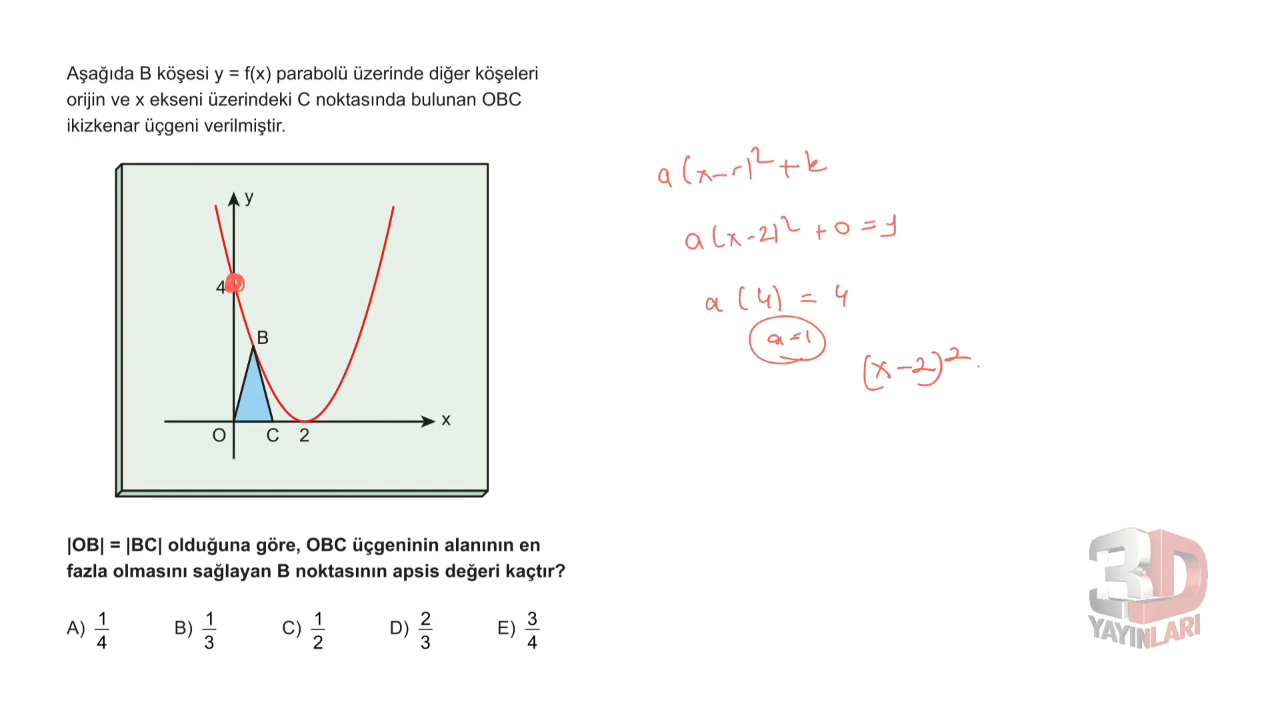 Aşağıda B köşesi y = f(x) parabolü üzerinde diğer köşeleri
orijin ve x ekseni üzerindeki C noktasında bulunan OBC
ikizkenar üçgeni verilmiştir.
y
4
B
x
O C 2
|OB| = |BC| olduğuna göre, OBC üçgeninin alanının en
fazla olmasını sağlayan B noktasının apsis değeri kaçtır?
A) 1/4 B) 1/3 C) 1/2 D) 2/3 E) 3/4
a(x-r)² + k
a(x-2)² + 0 = y
a(4) = 4
a=1
(x-2)²
3D
YAYINLARI